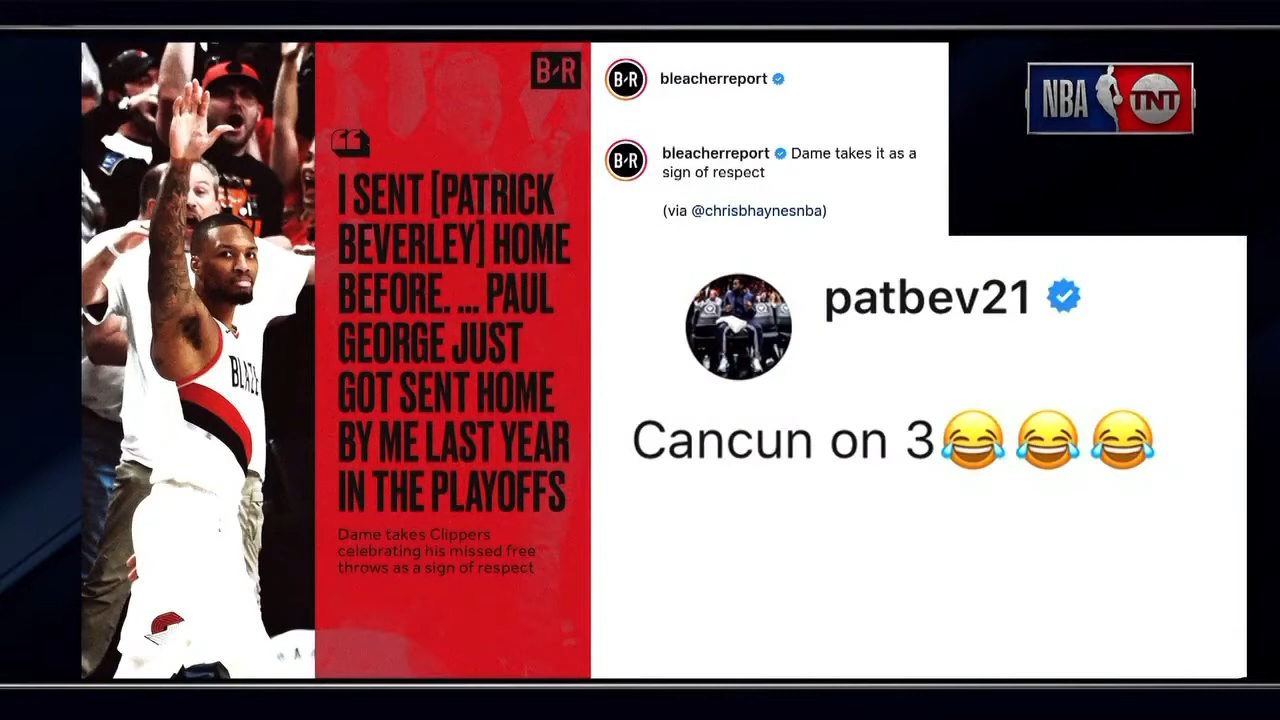 B·R
I SENT [PATRICK
BEVERLEY] HOME
BEFORE. ... PAUL
GEORGE JUST
GOT SENT HOME
BY ME LAST YEAR
IN THE PLAYOFFS
Dame takes Clippers
celebrating his missed free
throws as a sign of respect
BLAZE
B·R
bleacherreport
B·R
bleacherreport Dame takes it as a
sign of respect
(via @chrisbhaynesnba)
NBA TNT
patbev21
Cancun on 3😂😂😂